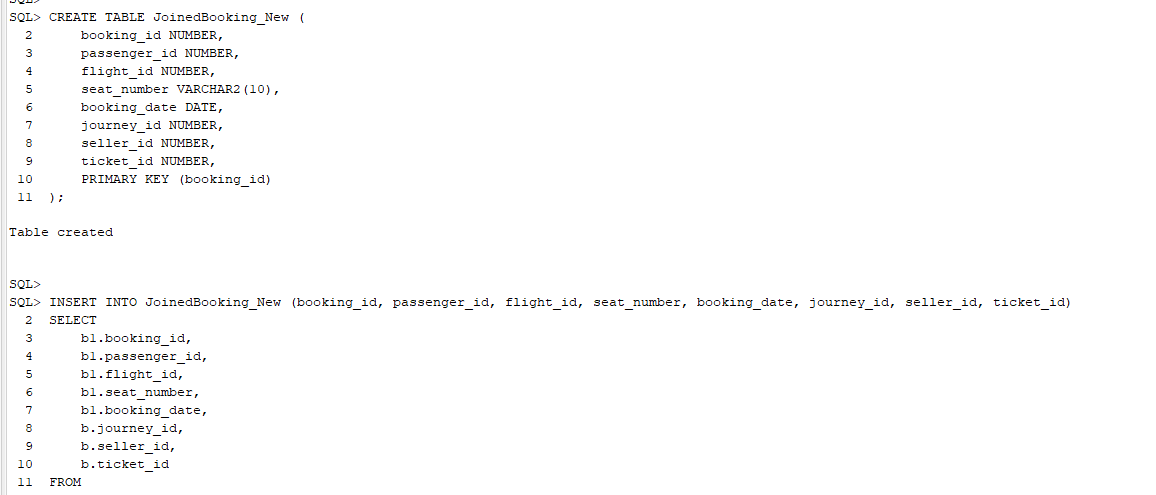 SQL>
SQL> CREATE TABLE JoinedBooking_New (
  2      booking_id NUMBER,
  3      passenger_id NUMBER,
  4      flight_id NUMBER,
  5      seat_number VARCHAR2(10),
  6      booking_date DATE,
  7      journey_id NUMBER,
  8      seller_id NUMBER,
  9      ticket_id NUMBER,
 10      PRIMARY KEY (booking_id)
 11  );
Table created
SQL>
SQL> INSERT INTO JoinedBooking_New (booking_id, passenger_id, flight_id, seat_number, booking_date, journey_id, seller_id, ticket_id)
  2  SELECT
  3      b1.booking_id,
  4      b1.passenger_id,
  5      b1.flight_id,
  6      b1.seat_number,
  7      b1.booking_date,
  8      b.journey_id,
  9      b.seller_id,
 10      b.ticket_id
 11  FROM